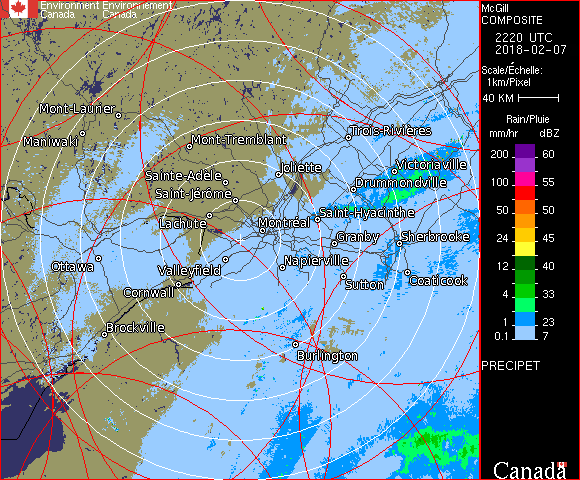 Environment Environnement
Canada Canada
McGill
COMPOSITE
2220 UTC
2018-02-07
Scale/Échelle:
1km/Pixel
40 KM
Rain/Pluie
mm/hr dBZ
200 60
100 55
50 50
24 45
12 40
4 33
1 23
0.1 7
PRECIPET
Canada
Mont-Laurier
Maniwaki
Mont-Tremblant
Trois-Rivières
Joliette
Victoriaville
Sainte-Adèle
Drummondville
Saint-Jérôme
Saint-Hyacinthe
Lachute
Montréal
Granby
Sherbrooke
Ottawa
Valleyfield
Napierville
Cornwall
Sutton
Coaticook
Brockville
Burlington